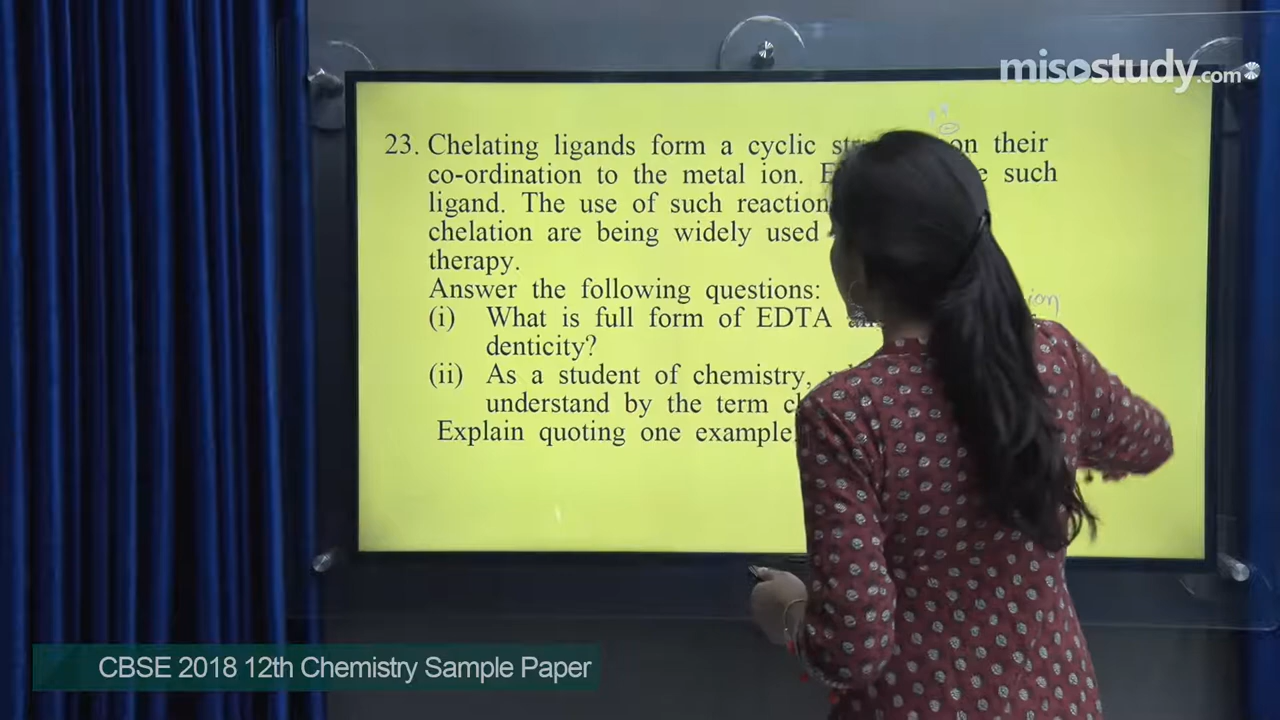 misostudy.com
23. Chelating ligands form a cyclic on their
co-ordination to the metal ion. such
ligand. The use of such reaction
chelation are being widely used
therapy.
Answer the following questions:
ion
(i) What is full form of EDTA
denticity?
(ii) As a student of chemistry,
understand by the term
Explain quoting one example.
CBSE 2018 12th Chemistry Sample Paper